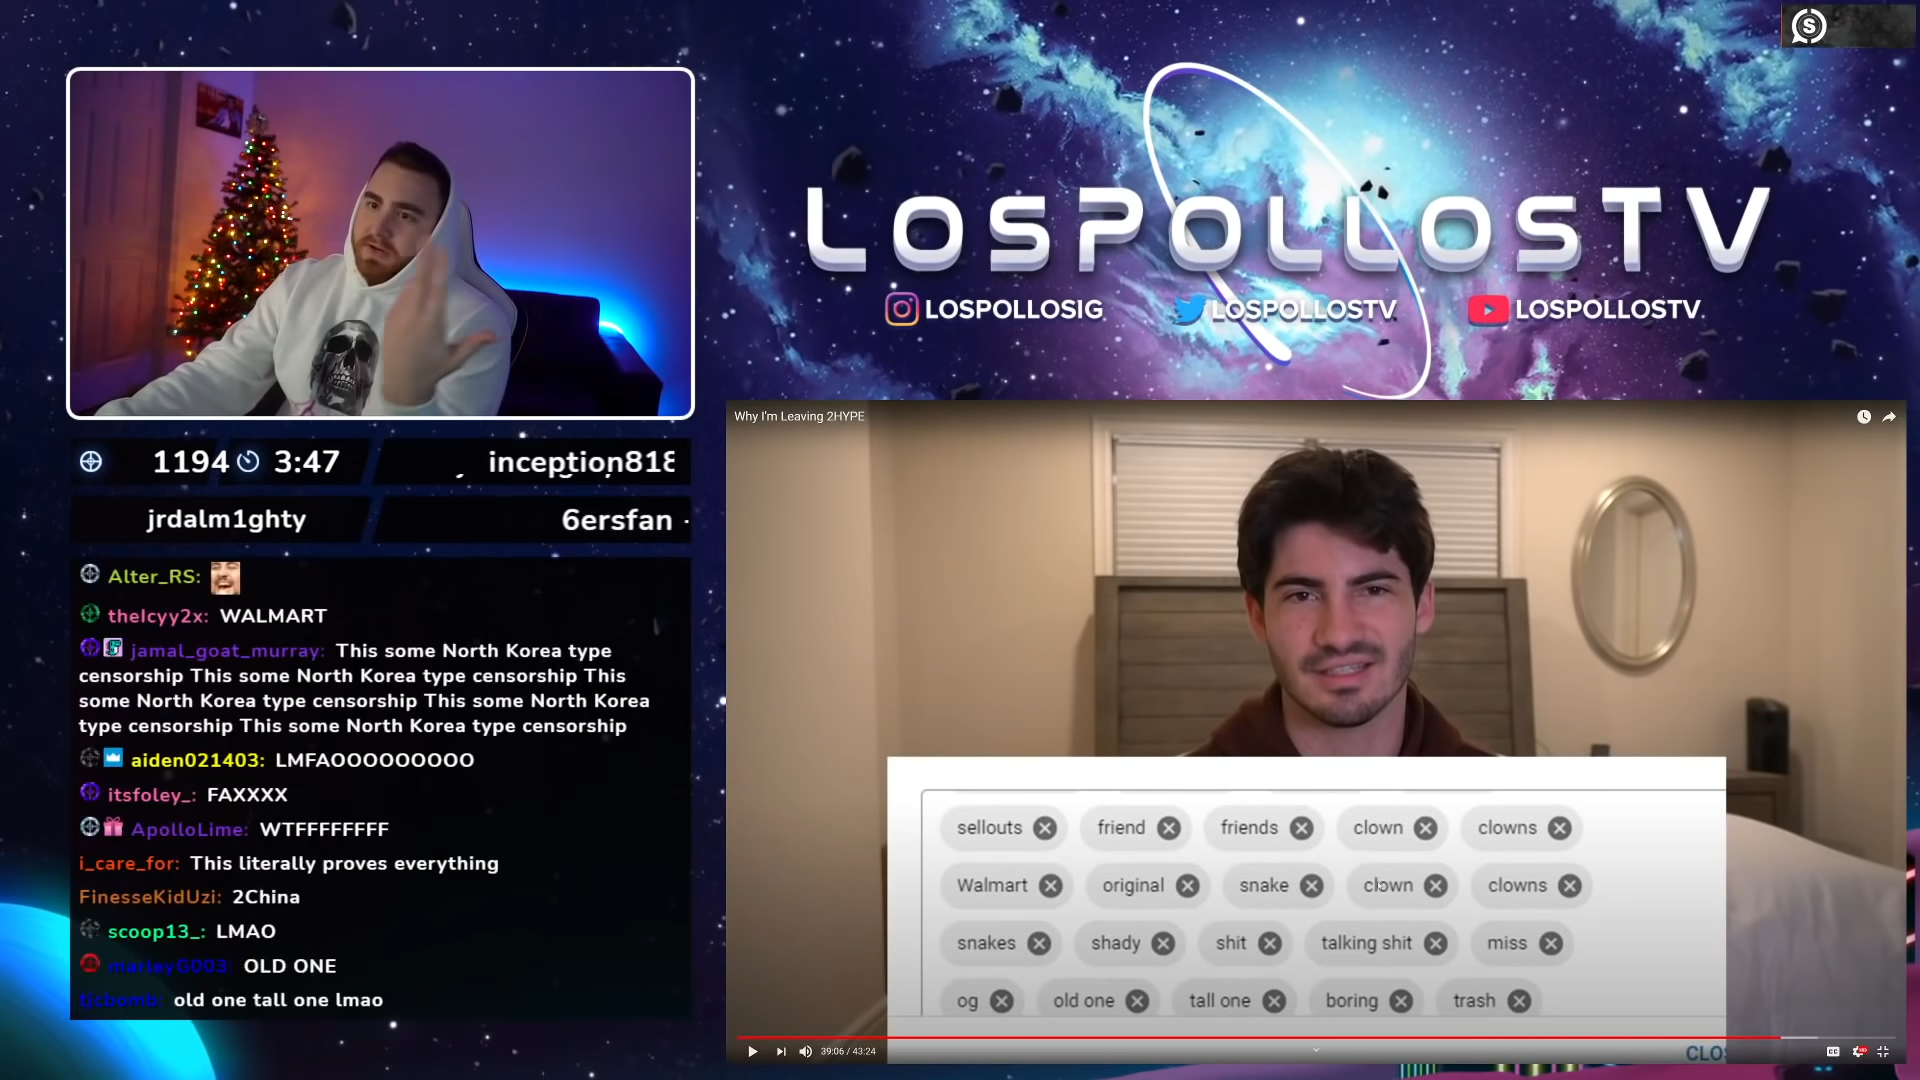 LOSPOLLOSTV
LOSPOLLOSIG
LOSPOLLOSTV
LOSPOLLOSTV
1194
3:47
inception818
jrdalm1ghty
6ersfan
Alter_RS:
theIcyy2x: WALMART
jamal_goat_murray: This some North Korea type
censorship This some North Korea type censorship This
some North Korea type censorship This some North Korea
type censorship This some North Korea type censorship
aiden021403: LMFAOOOOOOOOO
itsfoley_: FAXXXX
ApolloLime: WTFFFFFFFF
i_care_for: This literally proves everything
FinesseKidUzi: 2China
scoop13_: LMAO
marleyG003: OLD ONE
tjcbomb: old one tall one lmao
Why I'm Leaving 2HYPE
sellouts friend friends clown clowns
Walmart original snake clown clowns
snakes shady shit talking shit miss
og old one tall one boring trash
CLOS
39:06 / 43:24